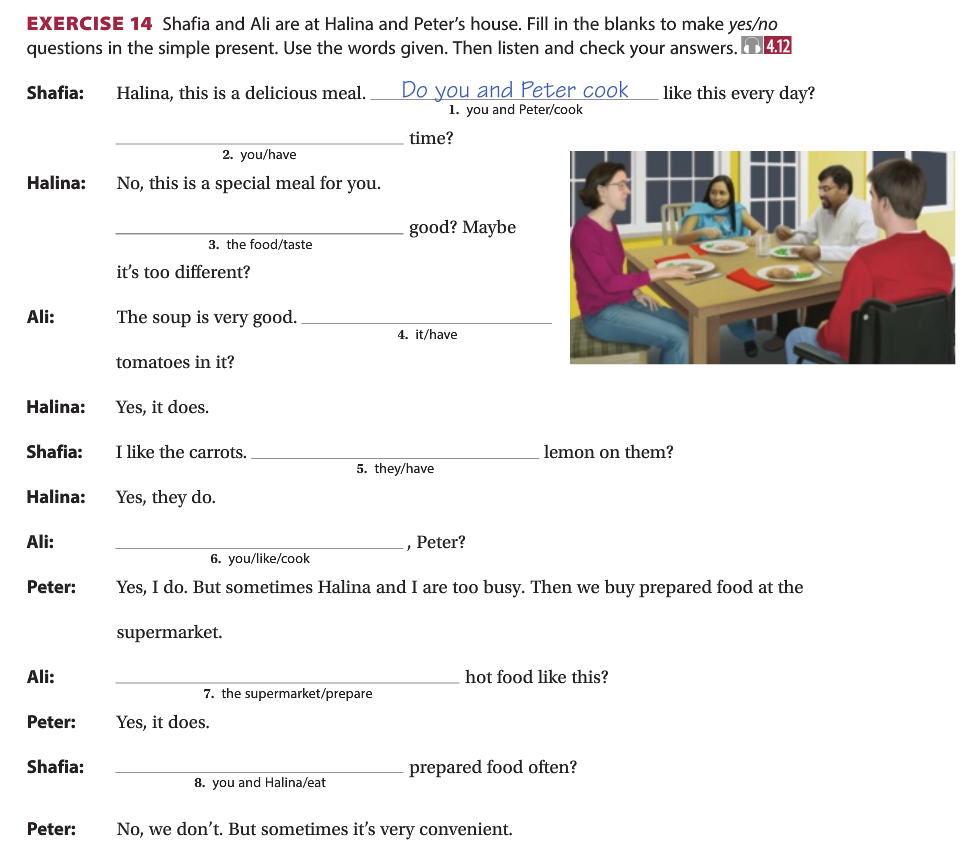 EXERCISE 14 Shafia and Ali are at Halina and Peter's house. Fill in the blanks to make yes/no
questions in the simple present. Use the words given. Then listen and check your answers. 4.12
Shafia: Halina, this is a delicious meal. Do you and Peter cook like this every day?
1. you and Peter/cook
time?
2. you/have
Halina: No, this is a special meal for you.
good? Maybe
3. the food/taste
it's too different?
Ali: The soup is very good.
4. it/have
tomatoes in it?
Halina: Yes, it does.
Shafia: I like the carrots. lemon on them?
5. they/have
Halina: Yes, they do.
Ali: , Peter?
6. you/like/cook
Peter: Yes, I do. But sometimes Halina and I are too busy. Then we buy prepared food at the
supermarket.
Ali: hot food like this?
7. the supermarket/prepare
Peter: Yes, it does.
Shafia: prepared food often?
8. you and Halina/eat
Peter: No, we don't. But sometimes it's very convenient.